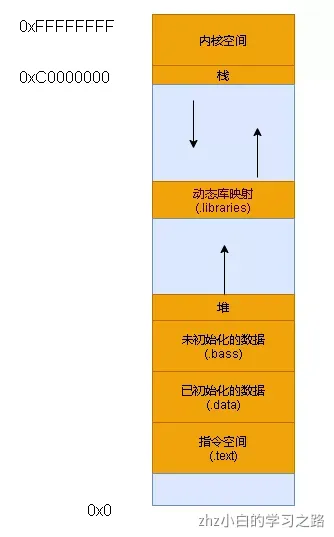 0xFFFFFFFF
内核空间
0xC0000000
栈
动态库映射
(.libraries)
堆
未初始化的数据
(.bass)
已初始化的数据
(.data)
指令空间
(.text)
0x0
zhz小白的学习之路